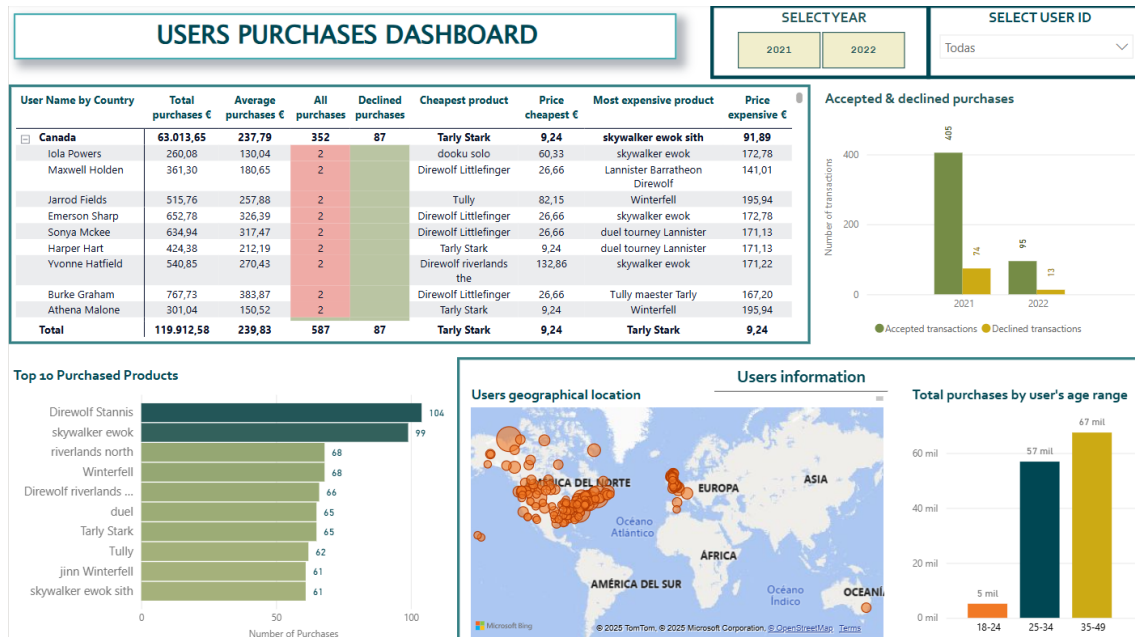 USERS PURCHASES DASHBOARD
SELECT YEAR
2021 2022
SELECT USER ID
Todas
User Name by Country Total purchases € Average purchases € All purchases Declined purchases Cheapest product Price cheapest € Most expensive product Price expensive €
Canada 63.013,65 237,79 352 87 Tarly Stark 9,24 skywalker ewok sith 91,89
Iola Powers 260,08 130,04 2 dooku solo 60,33 skywalker ewok 172,78
Maxwell Holden 361,30 180,65 2 Direwolf Littlefinger 26,66 Lannister Barratheon Direwolf 141,01
Jarrod Fields 515,76 257,88 2 Tully 82,15 Winterfell 195,94
Emerson Sharp 652,78 326,39 2 Direwolf Littlefinger 26,66 skywalker ewok 172,78
Sonya Mckee 634,94 317,47 2 Direwolf Littlefinger 26,66 duel tourney Lannister 171,13
Harper Hart 424,38 212,19 2 Tarly Stark 9,24 duel tourney Lannister 171,13
Yvonne Hatfield 540,85 270,43 2 Direwolf riverlands the 132,86 skywalker ewok 171,22
Burke Graham 767,73 383,87 2 Direwolf Littlefinger 26,66 Tully maester Tarly 167,20
Athena Malone 301,04 150,52 2 Tarly Stark 9,24 Winterfell 195,94
Total 119.912,58 239,83 587 87 Tarly Stark 9,24 Tarly Stark 9,24
Accepted & declined purchases
Number of transactions
400
200
0
405
74
95
13
2021 2022
Accepted transactions Declined transactions
Top 10 Purchased Products
Direwolf Stannis 104
skywalker ewok 99
riverlands north 68
Winterfell 68
Direwolf riverlands ... 66
duel 65
Tarly Stark 65
Tully 62
jinn Winterfell 61
skywalker ewok sith 61
0 50 100
Number of Purchases
Users information
Users geographical location
EUROPA
ASIA
Océano Atlántico
ÁFRICA
AMÉRICA DEL SUR
Océano Índico
OCEANÍ
Microsoft Bing
© 2025 TomTom, © 2025 Microsoft Corporation, © OpenStreetMap Terms
Total purchases by user's age range
60 mil
40 mil
20 mil
0 mil
5 mil
57 mil
67 mil
18-24 25-34 35-49